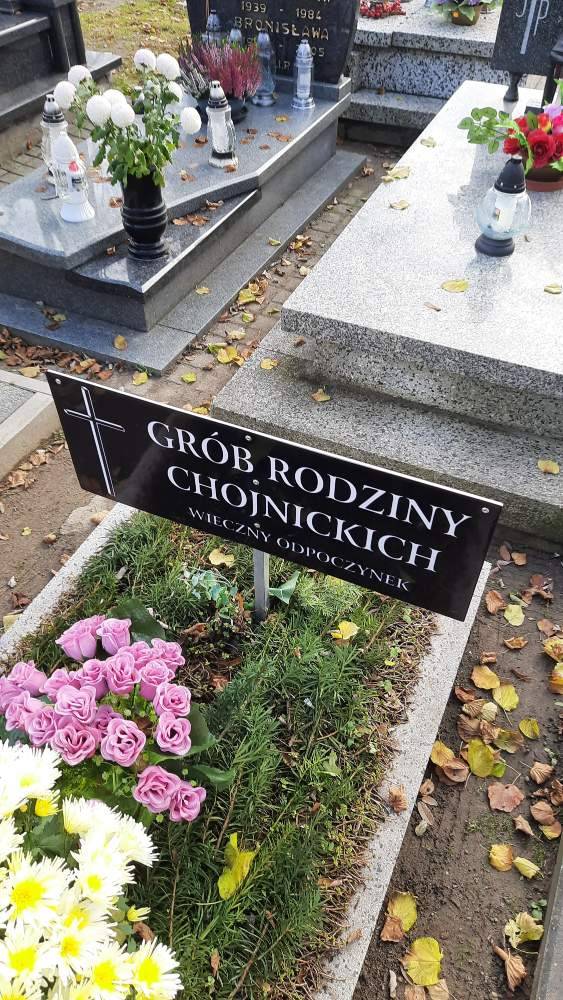 1939 - 1984
BRONISŁAWA
GRÓB RODZINY
CHOJNICKICH
WIECZNY ODPOCZYNEK